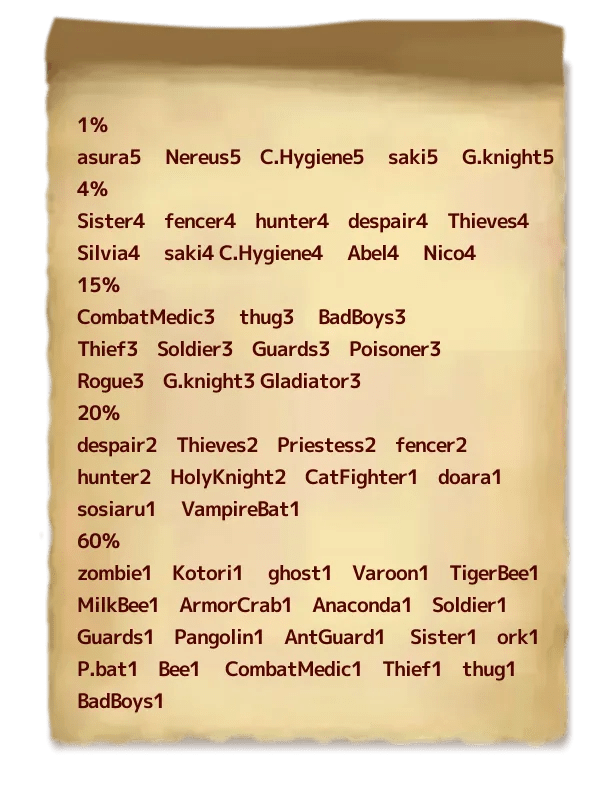 1%
asura5 Nereus5 C.Hygiene5 saki5 G.knight5
4%
Sister4 fencer4 hunter4 despair4 Thieves4
Silvia4 saki4 C.Hygiene4 Abel4 Nico4
15%
CombatMedic3 thug3 BadBoys3
Thief3 Soldier3 Guards3 Poisoner3
Rogue3 G.knight3 Gladiator3
20%
despair2 Thieves2 Priestess2 fencer2
hunter2 HolyKnight2 CatFighter1 doara1
sosiaru1 VampireBat1
60%
zombie1 Kotori1 ghost1 Varoon1 TigerBee1
MilkBee1 ArmorCrab1 Anaconda1 Soldier1
Guards1 Pangolin1 AntGuard1 Sister1 ork1
P.bat1 Bee1 CombatMedic1 Thief1 thug1
BadBoys1